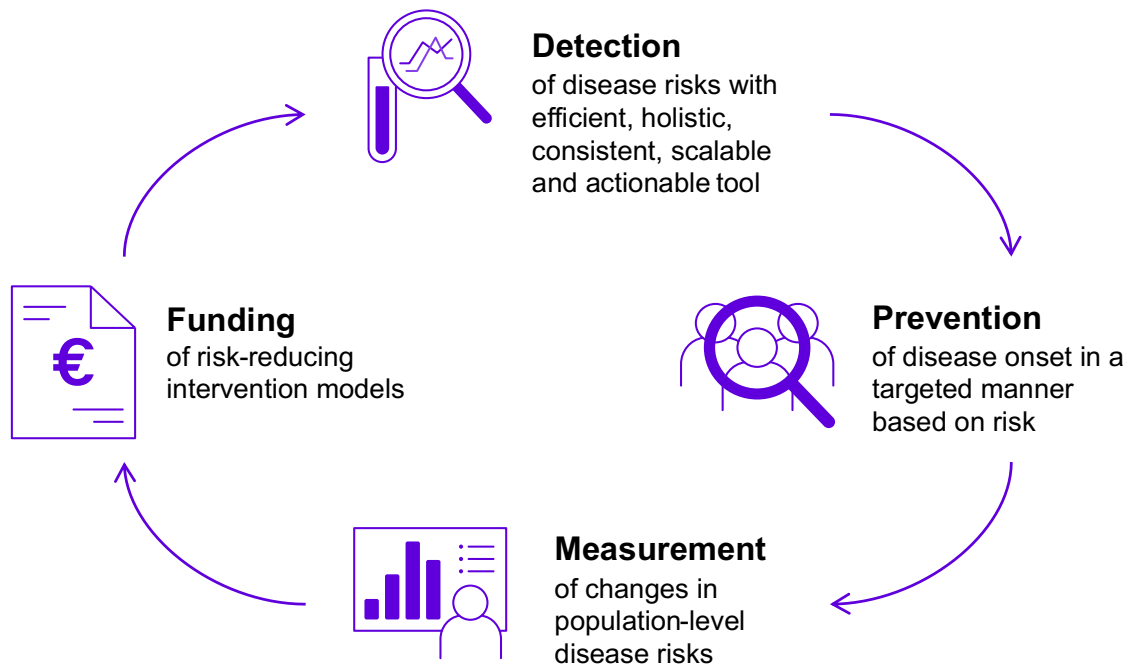 Detection
of disease risks with
efficient, holistic,
consistent, scalable
and actionable tool
Prevention
of disease onset in a
targeted manner
based on risk
Measurement
of changes in
population-level
disease risks
Funding
of risk-reducing
intervention models
€